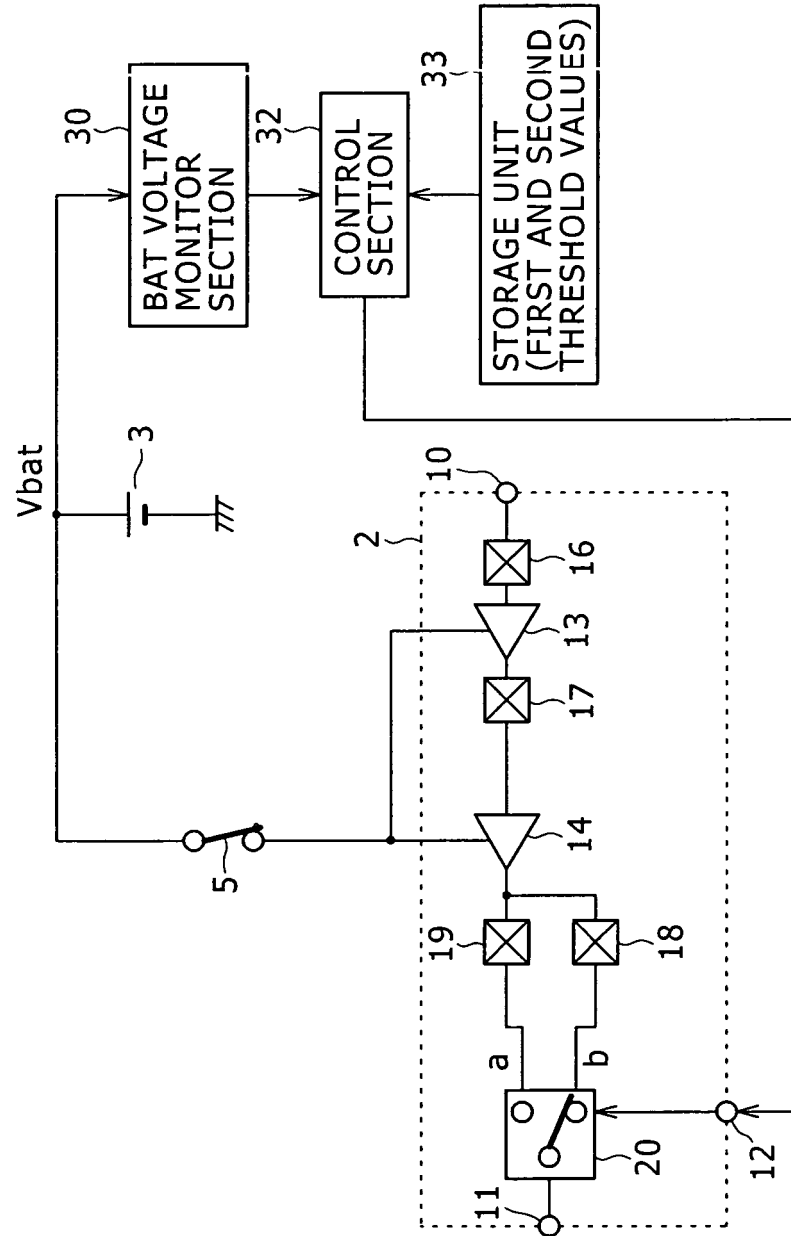 Vbat
3
30
BAT VOLTAGE
MONITOR
SECTION
32
CONTROL
SECTION
33
STORAGE UNIT
(FIRST AND SECOND
THRESHOLD VALUES)
5
2
10
16
13
17
14
19
18
a
b
20
11
12